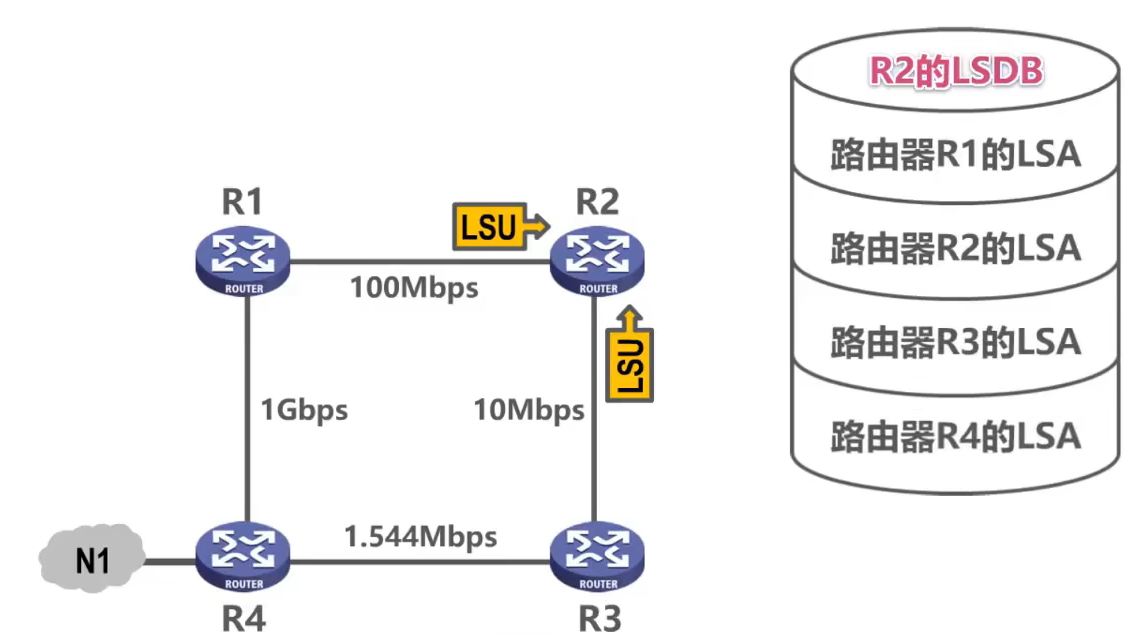 R2的LSDB
路由器R1的LSA
路由器R2的LSA
路由器R3的LSA
路由器R4的LSA
R1
R2
LSU
ROUTER
ROUTER
100Mbps
LSU
1Gbps
10Mbps
1.544Mbps
N1
ROUTER
ROUTER
R4
R3